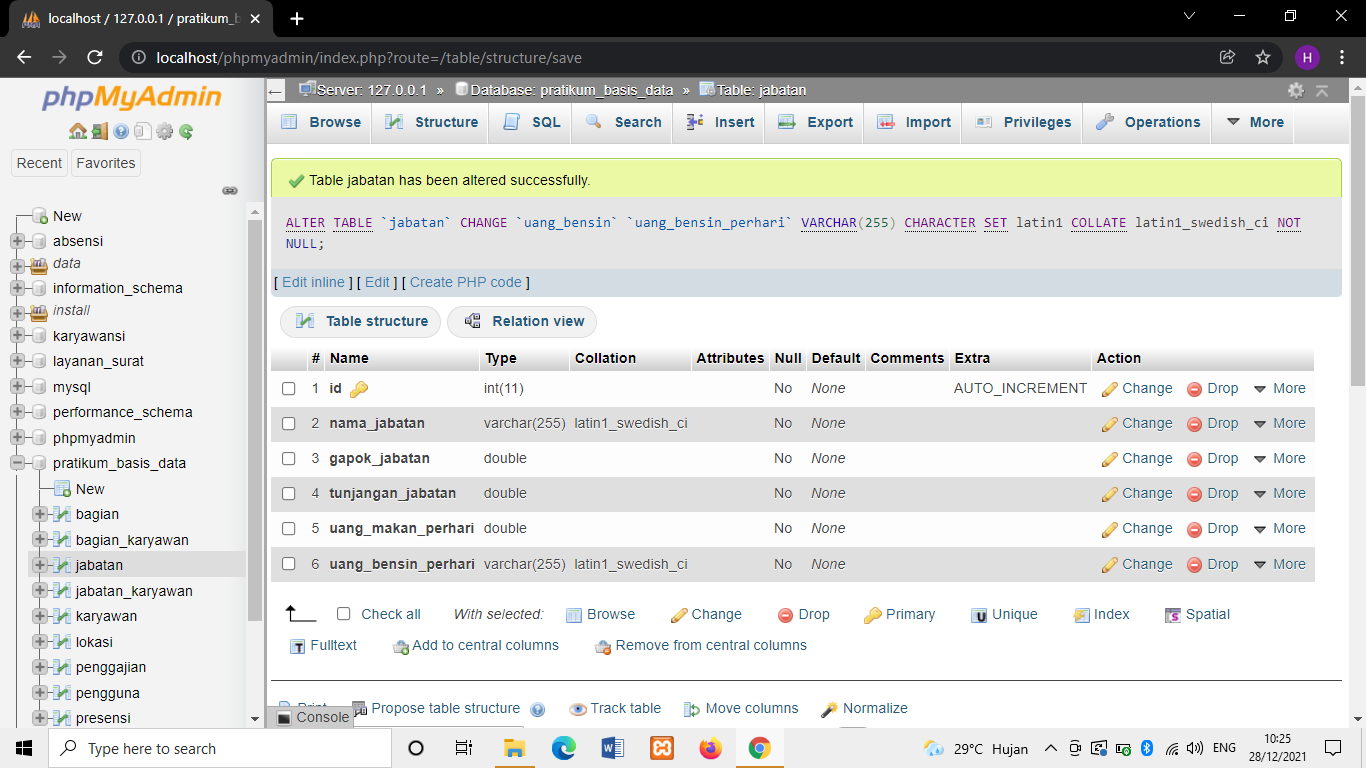 localhost / 127.0.0.1 / pratikum_b
localhost/phpmyadmin/index.php?route=/table/structure/save
H
phpMyAdmin
Recent Favorites
New
absensi
data
information_schema
install
karyawansi
layanan_surat
mysql
performance_schema
phpmyadmin
pratikum_basis_data
New
bagian
bagian_karyawan
jabatan
jabatan_karyawan
karyawan
lokasi
penggajian
pengguna
presensi
Server: 127.0.0.1 » Database: pratikum_basis_data » Table: jabatan
Browse Structure SQL Search Insert Export Import Privileges Operations More
Table jabatan has been altered successfully.
ALTER TABLE `jabatan` CHANGE `uang_bensin` `uang_bensin_perhari` VARCHAR(255) CHARACTER SET latin1 COLLATE latin1_swedish_ci NOT
NULL;
[ Edit inline ] [ Edit ] [ Create PHP code ]
Table structure Relation view
# Name Type Collation Attributes Null Default Comments Extra Action
1 id int(11) No None AUTO_INCREMENT Change Drop More
2 nama_jabatan varchar(255) latin1_swedish_ci No None Change Drop More
3 gapok_jabatan double No None Change Drop More
4 tunjangan_jabatan double No None Change Drop More
5 uang_makan_perhari double No None Change Drop More
6 uang_bensin_perhari varchar(255) latin1_swedish_ci No None Change Drop More
Check all With selected: Browse Change Drop Primary Unique Index Spatial
Fulltext Add to central columns Remove from central columns
Print Propose table structure Track table Move columns Normalize
Console
Type here to search
29°C Hujan
ENG
10:25
28/12/2021